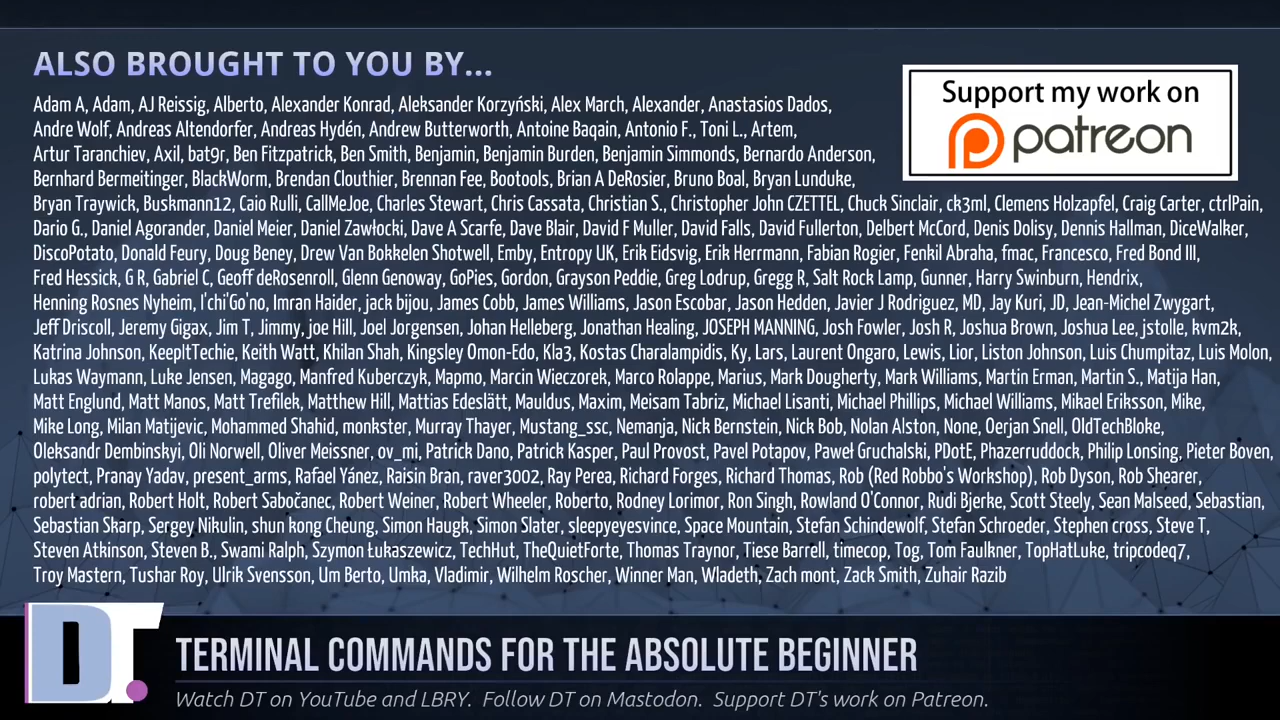 ALSO BROUGHT TO YOU BY...
Adam A, Adam, AJ Reissig, Alberto, Alexander Konrad, Aleksander Korzyński, Alex March, Alexander, Anastasios Dados,
Andre Wolf, Andreas Altendorfer, Andreas Hydén, Andrew Butterworth, Antoine Baqain, Antonio F., Toni L., Artem,
Artur Taranchiev, Axil, bat9r, Ben Fitzpatrick, Ben Smith, Benjamin, Benjamin Burden, Benjamin Simmonds, Bernardo Anderson,
Bernhard Bermeitinger, BlackWorm, Brendan Clouthier, Brennan Fee, Bootools, Brian A DeRosier, Bruno Boal, Bryan Lunduke,
Bryan Traywick, Buskmann12, Caio Rulli, CallMeJoe, Charles Stewart, Chris Cassata, Christian S., Christopher John CZETTEL, Chuck Sinclair, ck3ml, Clemens Holzapfel, Craig Carter, ctrlPain,
Dario G., Daniel Agorander, Daniel Meier, Daniel Zawłocki, Dave A Scarfe, Dave Blair, David F Muller, David Falls, David Fullerton, Delbert McCord, Denis Dolisy, Dennis Hallman, DiceWalker,
DiscoPotato, Donald Feury, Doug Beney, Drew Van Bokkelen Shotwell, Emby, Entropy UK, Erik Eidsvig, Erik Herrmann, Fabian Rogier, Fenkil Abraha, fmac, Francesco, Fred Bond III,
Fred Hessick, G R, Gabriel C, Geoff deRosenroll, Glenn Genoway, GoPies, Gordon, Grayson Peddie, Greg Lodrup, Gregg R, Salt Rock Lamp, Gunner, Harry Swinburn, Hendrix,
Henning Rosnes Nyheim, I'chi'Go'no, Imran Haider, jack bijou, James Cobb, James Williams, Jason Escobar, Jason Hedden, Javier J Rodriguez, MD, Jay Kuri, JD, Jean-Michel Zwygart,
Jeff Driscoll, Jeremy Gigax, Jim T, Jimmy, joe Hill, Joel Jorgensen, Johan Helleberg, Jonathan Healing, JOSEPH MANNING, Josh Fowler, Josh R, Joshua Brown, Joshua Lee, jstolle, kvm2k,
Katrina Johnson, KeepItTechie, Keith Watt, Khilan Shah, Kingsley Omon-Edo, Kla3, Kostas Charalampidis, Ky, Lars, Laurent Ongaro, Lewis, Lior, Liston Johnson, Luis Chumpitaz, Luis Molon,
Lukas Waymann, Luke Jensen, Magago, Manfred Kuberczyk, Mapmo, Marcin Wieczorek, Marco Rolappe, Marius, Mark Dougherty, Mark Williams, Martin Erman, Martin S., Matija Han,
Matt Englund, Matt Manos, Matt Trefilek, Matthew Hill, Mattias Edeslätt, Mauldus, Maxim, Meisam Tabriz, Michael Lisanti, Michael Phillips, Michael Williams, Mikael Eriksson, Mike,
Mike Long, Milan Matijevic, Mohammed Shahid, monkster, Murray Thayer, Mustang_ssc, Nemanja, Nick Bernstein, Nick Bob, Nolan Alston, None, Oerjan Snell, OldTechBloke,
Oleksandr Dembinskyi, Oli Norwell, Oliver Meissner, ov_mi, Patrick Dano, Patrick Kasper, Paul Provost, Pavel Potapov, Paweł Gruchalski, PDotE, Phazerruddock, Philip Lonsing, Pieter Boven,
polytect, Pranay Yadav, present_arms, Rafael Yánez, Raisin Bran, raver3002, Ray Perea, Richard Forges, Richard Thomas, Rob (Red Robbo's Workshop), Rob Dyson, Rob Shearer,
robert adrian, Robert Holt, Robert Sabočanec, Robert Weiner, Robert Wheeler, Roberto, Rodney Lorimor, Ron Singh, Rowland O'Connor, Rudi Bjerke, Scott Steely, Sean Malseed, Sebastian,
Sebastian Skarp, Sergey Nikulin, shun kong Cheung, Simon Haugk, Simon Slater, sleepyeyesvince, Space Mountain, Stefan Schindewolf, Stefan Schroeder, Stephen cross, Steve T,
Steven Atkinson, Steven B., Swami Ralph, Szymon Łukaszewicz, TechHut, TheQuietForte, Thomas Traynor, Tiese Barrell, timecop, Tog, Tom Faulkner, TopHatLuke, tripcodeq7,
Troy Mastern, Tushar Roy, Ulrik Svensson, Um Berto, Umka, Vladimir, Wilhelm Roscher, Winner Man, Wladeth, Zach mont, Zack Smith, Zuhair Razib
Support my work on
patreon
DT.
TERMINAL COMMANDS FOR THE ABSOLUTE BEGINNER
Watch DT on YouTube and LBRY. Follow DT on Mastodon. Support DT's work on Patreon.